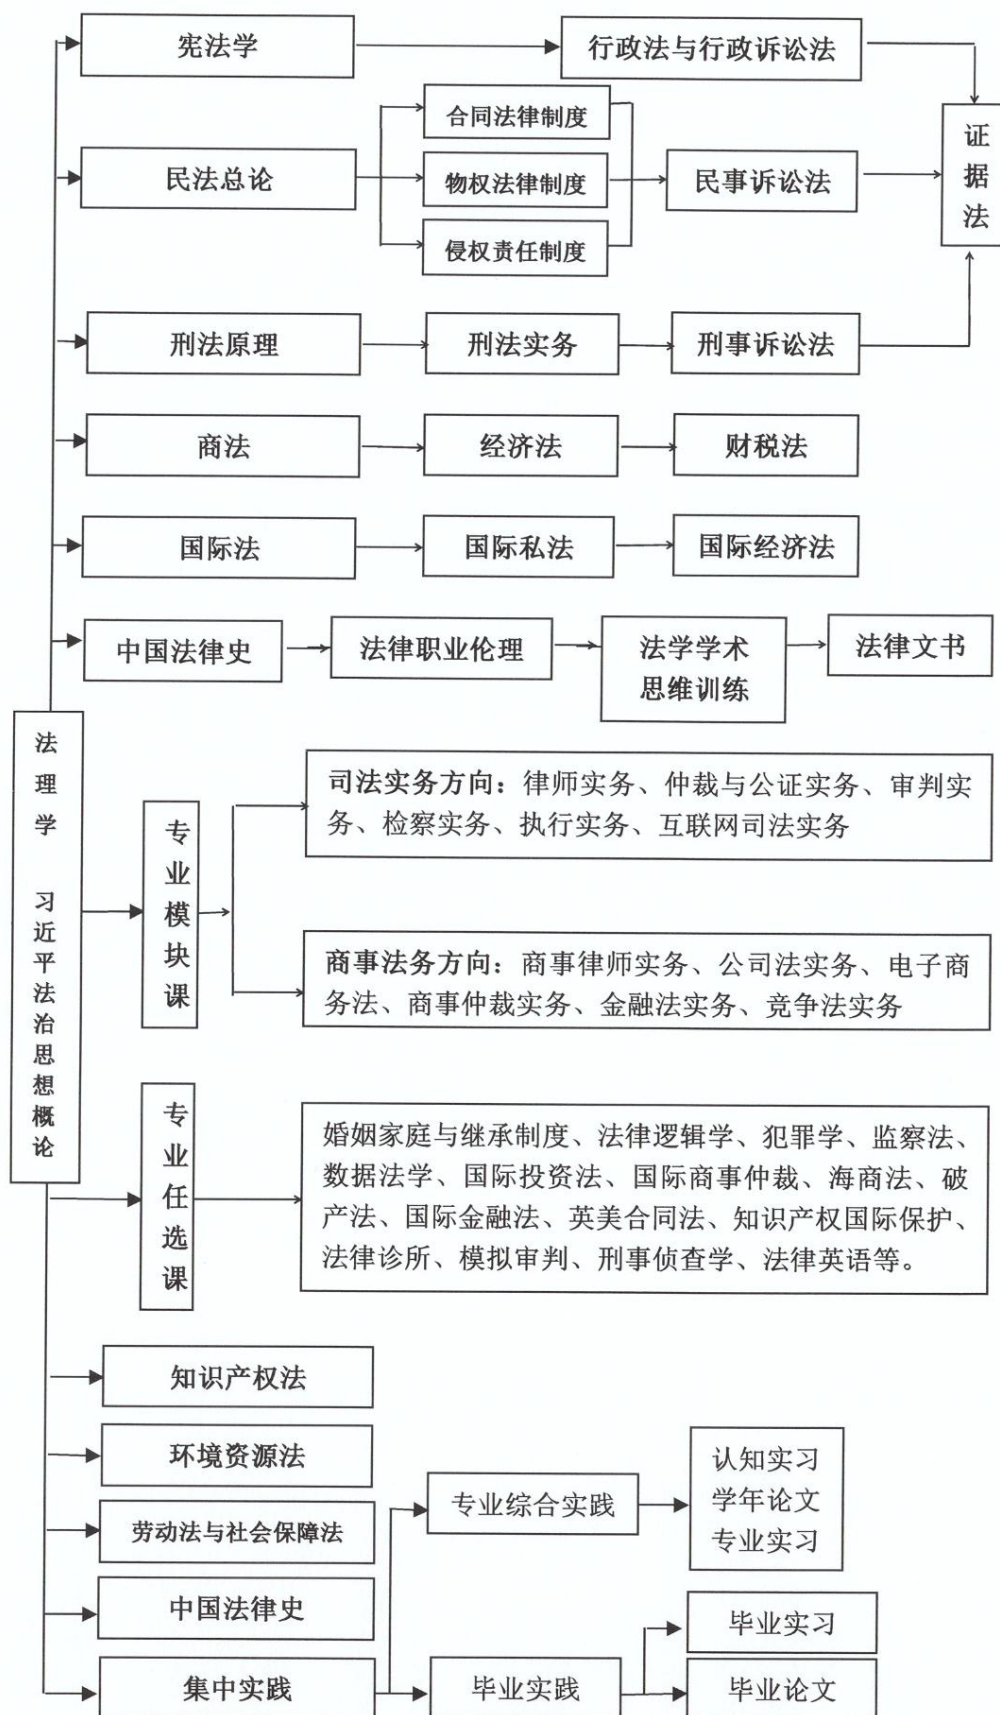 宪法学
行政法与行政诉讼法
证据法
民法总论
合同法律制度
物权法律制度
侵权责任制度
民事诉讼法
刑法原理
刑法实务
刑事诉讼法
商法
经济法
财税法
国际法
国际私法
国际经济法
中国法律史
法律职业伦理
法学学术
思维训练
法律文书
法理学 习近平法治思想概论
专业模块课
司法实务方向：律师实务、仲裁与公证实务、审判实
务、检察实务、执行实务、互联网司法实务
商事法务方向：商事律师实务、公司法实务、电子商
务法、商事仲裁实务、金融法实务、竞争法实务
专业任选课
婚姻家庭与继承制度、法律逻辑学、犯罪学、监察法、
数据法学、国际投资法、国际商事仲裁、海商法、破
产法、国际金融法、英美合同法、知识产权国际保护、
法律诊所、模拟审判、刑事侦查学、法律英语等。
知识产权法
环境资源法
劳动法与社会保障法
中国法律史
集中实践
专业综合实践
认知实习
学年论文
专业实习
毕业实践
毕业实习
毕业论文